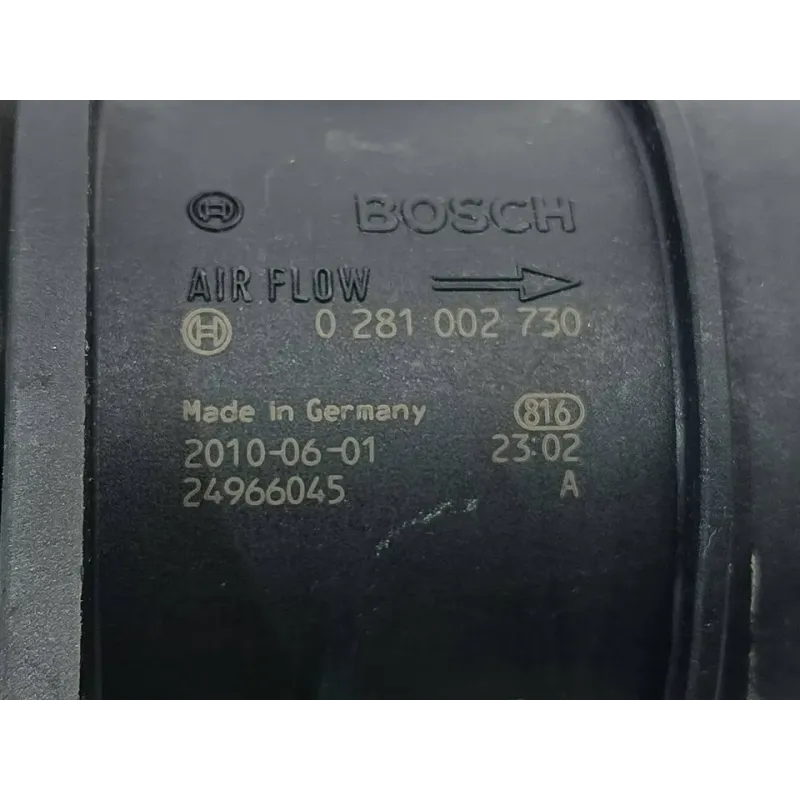 BOSCH
AIR FLOW
0 281 002 730
Made in Germany 816
2010-06-01 23:02
24966045 A